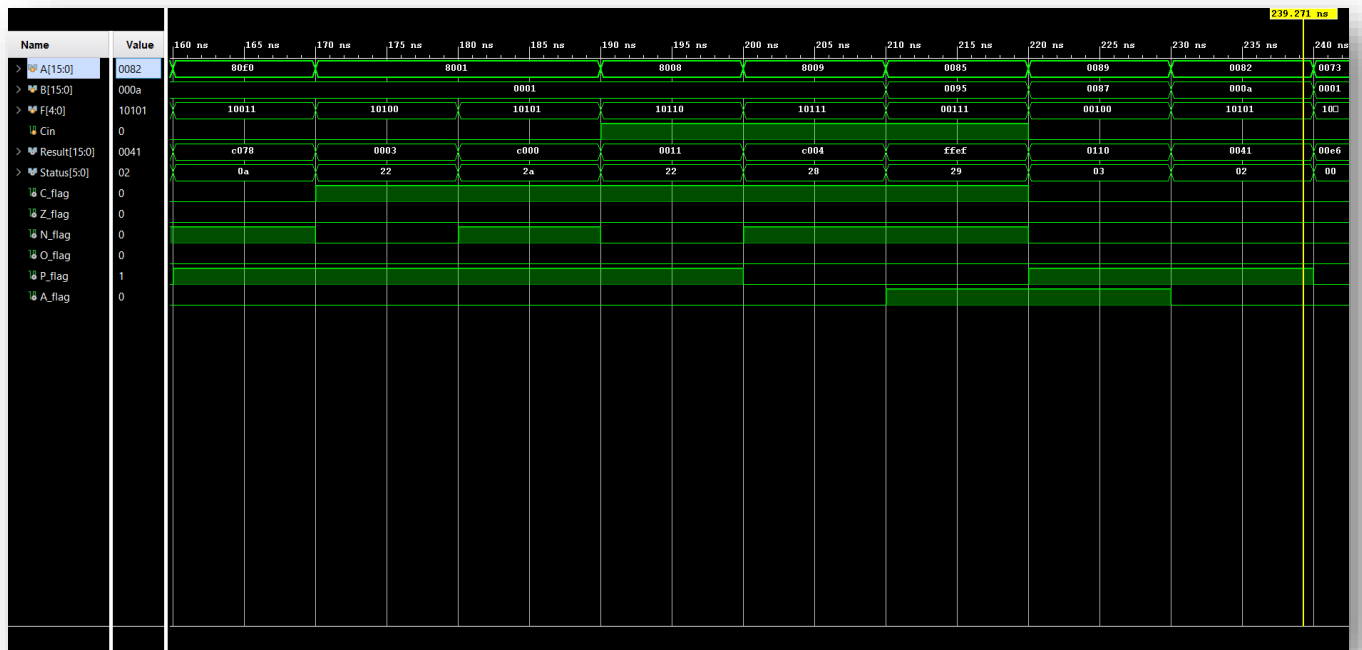 239.271 ns
Name Value 160 ns 165 ns 170 ns 175 ns 180 ns 185 ns 190 ns 195 ns 200 ns 205 ns 210 ns 215 ns 220 ns 225 ns 230 ns 235 ns 240 ns
A[15:0] 0082 80f0 8001 8008 8009 0085 0089 0082 0073
B[15:0] 000a 0001 0095 0087 000a 0001
F[4:0] 10101 10011 10100 10101 10110 10111 00111 00100 10101 10
Cin 0
Result[15:0] 0041 c078 0003 c000 0011 c004 ffef 0110 0041 00e6
Status[5:0] 02 0a 22 2a 22 28 29 03 02 00
C_flag 0
Z_flag 0
N_flag 0
O_flag 0
P_flag 1
A_flag 0